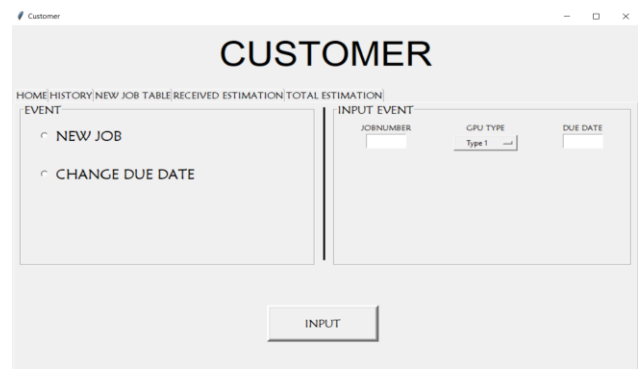 Customer
CUSTOMER
HOME HISTORY NEW JOB TABLE RECEIVED ESTIMATION TOTAL ESTIMATION
EVENT
NEW JOB
CHANGE DUE DATE
INPUT EVENT
JOBNUMBER GPU TYPE DUE DATE
Type 1
INPUT